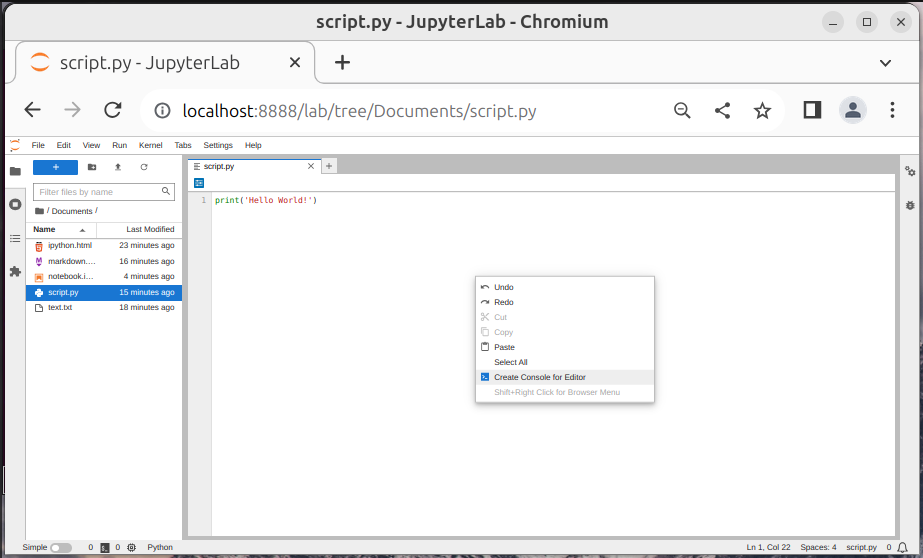 script.py - JupyterLab - Chromium
script.py - JupyterLab
localhost:8888/lab/tree/Documents/script.py
File Edit View Run Kernel Tabs Settings Help
script.py
Filter files by name
/ Documents /
Name Last Modified
ipython.html 23 minutes ago
markdown.... 16 minutes ago
notebook.i... 4 minutes ago
script.py 15 minutes ago
text.txt 18 minutes ago
1 print('Hello World!')
Undo
Redo
Cut
Copy
Paste
Select All
Create Console for Editor
Shift+Right Click for Browser Menu
Simple 0 0 Python Ln 1, Col 22 Spaces: 4 script.py 0